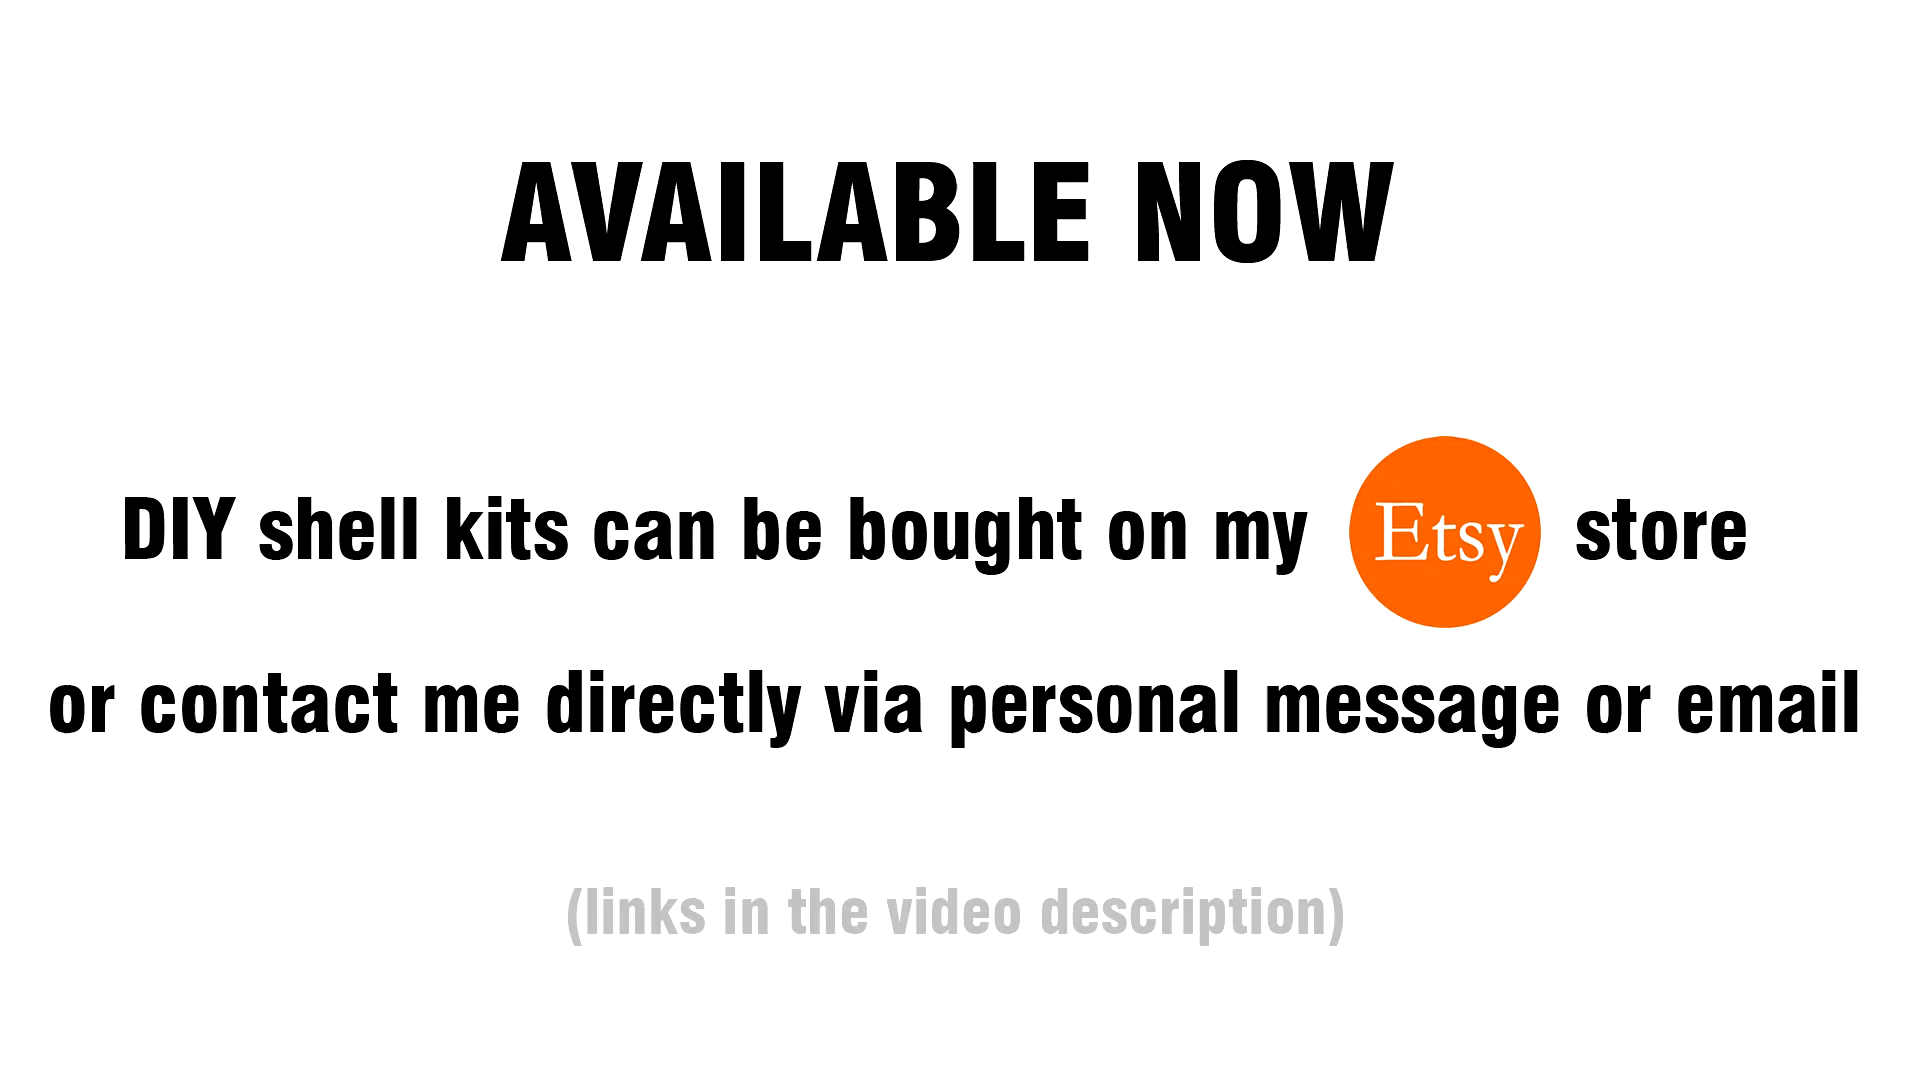 AVAILABLE NOW
DIY shell kits can be bought on my Etsy store
or contact me directly via personal message or email
(links in the video description)